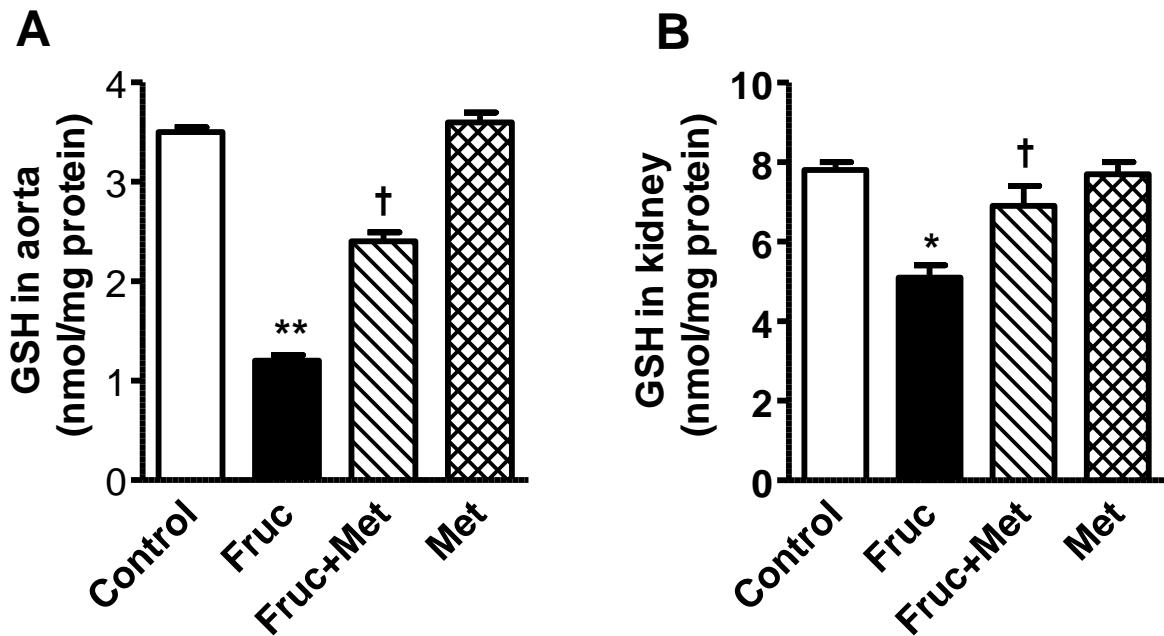 A
GSH in aorta
(nmol/mg protein)
4
3
2
1
0
**
†
Control
Fruc
Fruc+Met
Met
B
GSH in kidney
(nmol/mg protein)
10
8
6
4
2
0
*
†
Control
Fruc
Fruc+Met
Met